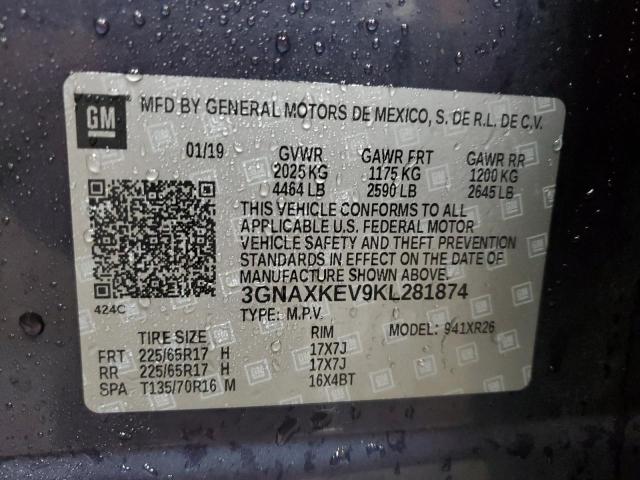 GM
MFD BY GENERAL MOTORS DE MEXICO, S. DE R.L. DE C.V.
01/19 GVWR GAWR FRT GAWR RR
2025 KG 1175 KG 1200 KG
4464 LB 2590 LB 2645 LB
THIS VEHICLE CONFORMS TO ALL
APPLICABLE U.S. FEDERAL MOTOR
VEHICLE SAFETY AND THEFT PREVENTION
STANDARDS IN EFFECT ON THE DATE OF
MANUFACTURE SHOWN ABOVE.
3GNAXKEV9KL281874
424C TYPE: M.P.V. MODEL: 941XR26
TIRE SIZE RIM
FRT 225/65R17 H 17X7J
RR 225/65R17 H 17X7J
SPA T135/70R16 M 16X4BT